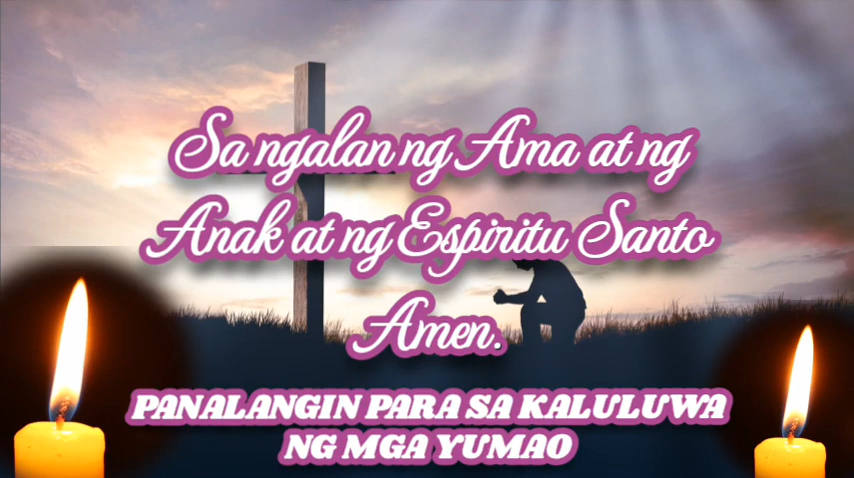 Sa ngalan ng Ama at ng
Anak at ng Espiritu Santo
Amen.
PANALANGIN PARA SA KALULUWA
NG MGA YUMAO